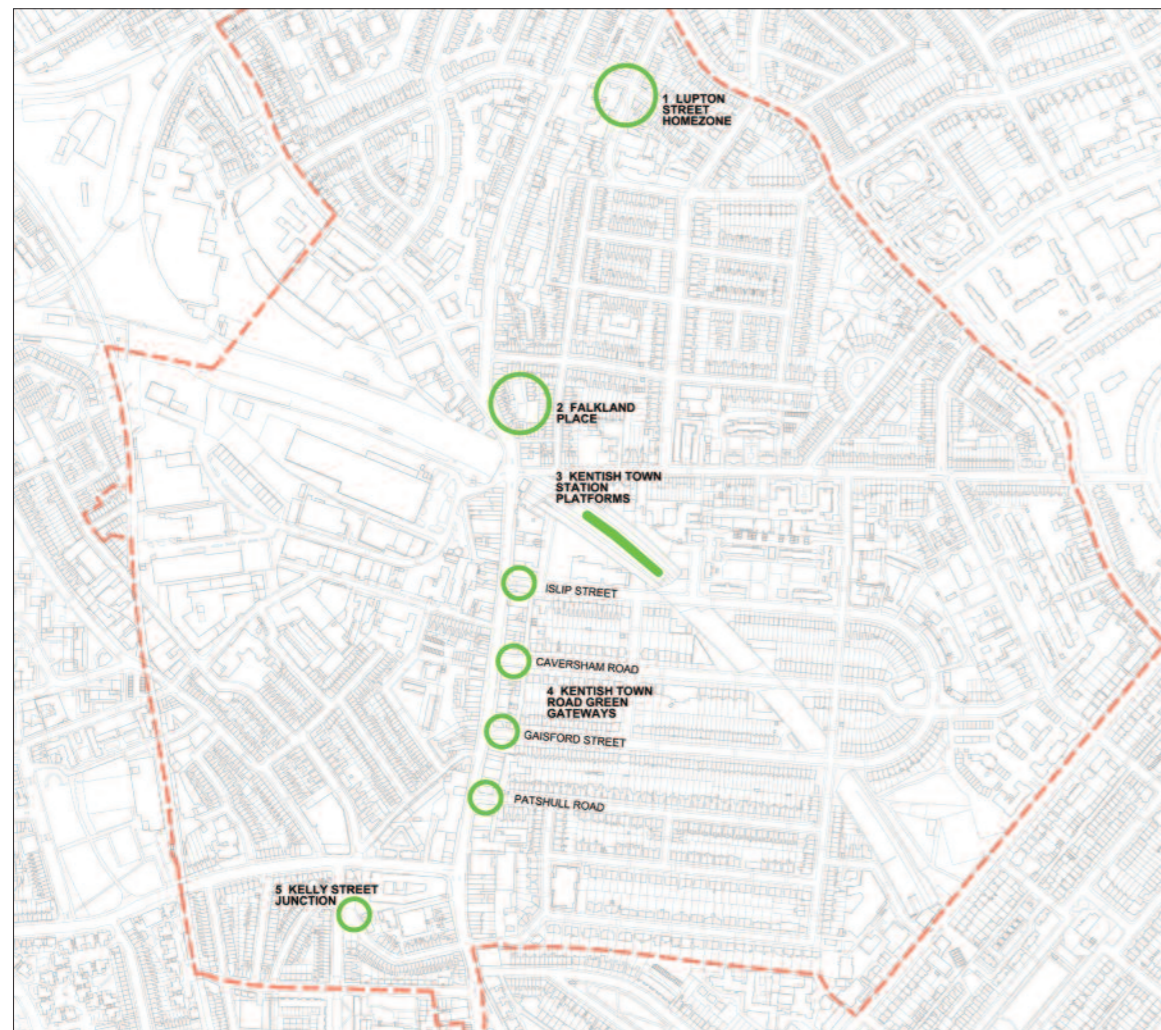 1 LUPTON
STREET
HOMEZONE
2 FALKLAND
PLACE
3 KENTISH TOWN
STATION
PLATFORMS
ISLIP STREET
CAVERSHAM ROAD
4 KENTISH TOWN
ROAD GREEN
GATEWAYS
GAISFORD STREET
PATSHULL ROAD
5 KELLY STREET
JUNCTION